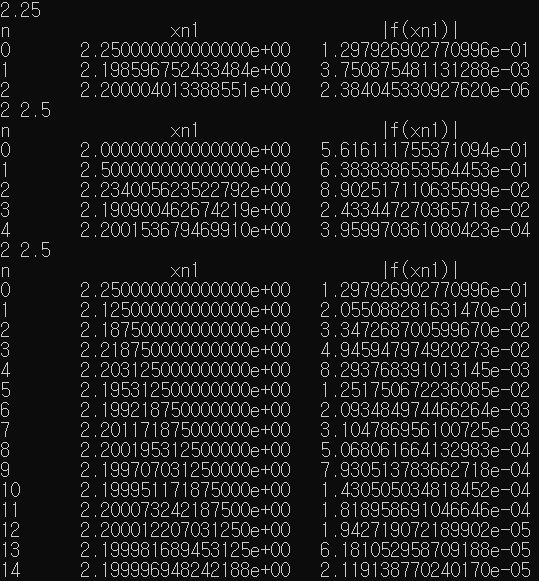 2.25
n xn1 |f(xn1)|
0 2.250000000000000e+00 1.297926902770996e-01
1 2.198596752433484e+00 3.750875481131288e-03
2 2.200004013388551e+00 2.384045330927620e-06
2 2.5
n xn1 |f(xn1)|
0 2.000000000000000e+00 5.616111755371094e-01
1 2.500000000000000e+00 6.383838653564453e-01
2 2.234005623522792e+00 8.902517110635699e-02
3 2.190900462674219e+00 2.433447270365718e-02
4 2.200153679469910e+00 3.959970361080423e-04
2 2.5
n xn1 |f(xn1)|
0 2.250000000000000e+00 1.297926902770996e-01
1 2.125000000000000e+00 2.055088281631470e-01
2 2.187500000000000e+00 3.347268700599670e-02
3 2.218750000000000e+00 4.945947974920273e-02
4 2.203125000000000e+00 8.293768391013145e-03
5 2.195312500000000e+00 1.251750672236085e-02
6 2.199218750000000e+00 2.093484974466264e-03
7 2.201171875000000e+00 3.104786956100725e-03
8 2.200195312500000e+00 5.068061664132983e-04
9 2.199707031250000e+00 7.930513783662718e-04
10 2.199951171875000e+00 1.430505034818452e-04
11 2.200073242187500e+00 1.818958691046646e-04
12 2.200012207031250e+00 1.942719072189902e-05
13 2.199981689453125e+00 6.181052958709188e-05
14 2.199996948242188e+00 2.119138770240170e-05